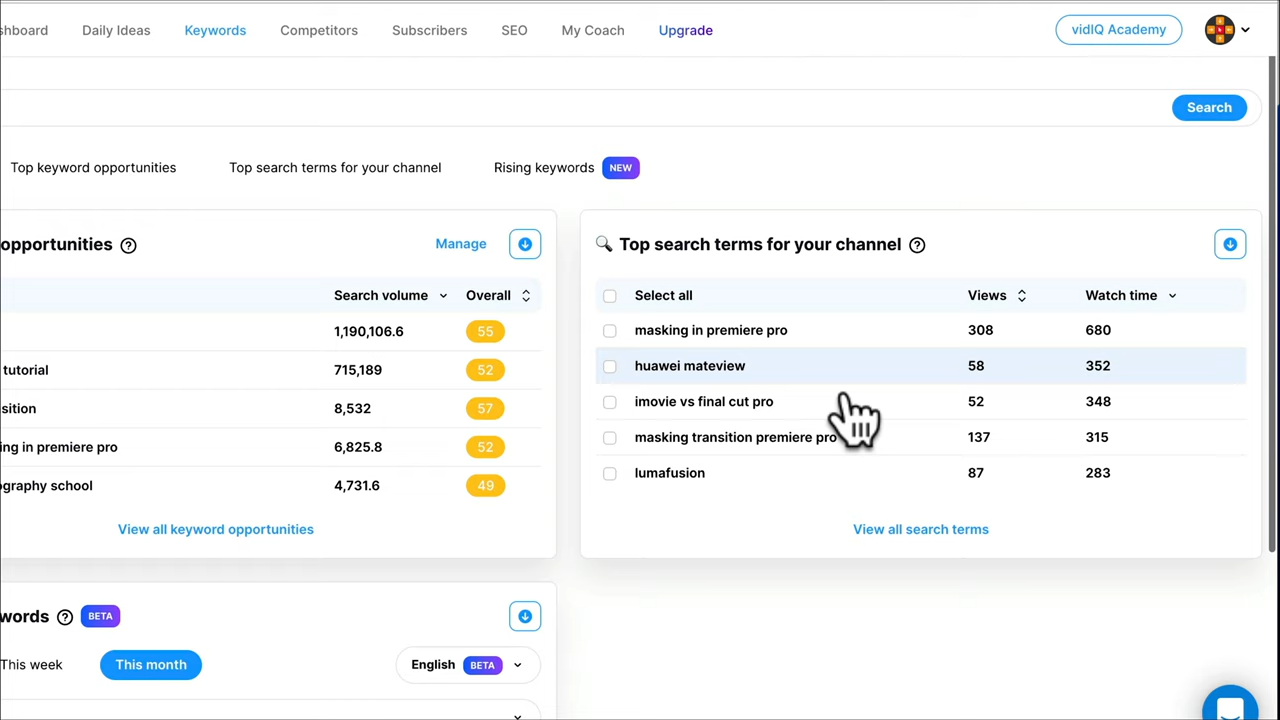 shboard Daily Ideas Keywords Competitors Subscribers SEO My Coach Upgrade vidIQ Academy
Search
Top keyword opportunities Top search terms for your channel Rising keywords NEW
opportunities Manage
Search volume Overall
1,190,106.6 55
tutorial 715,189 52
sition 8,532 57
ing in premiere pro 6,825.8 52
ography school 4,731.6 49
View all keyword opportunities
Top search terms for your channel
Select all Views Watch time
masking in premiere pro 308 680
huawei mateview 58 352
imovie vs final cut pro 52 348
masking transition premiere pro 137 315
lumafusion 87 283
View all search terms
words BETA
This week This month English BETA